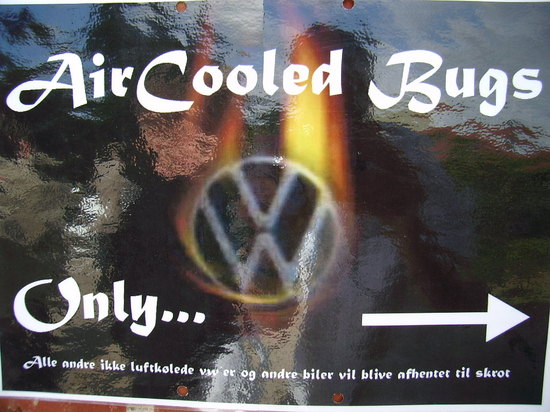 AirCooled Bugs
Only...
Alle andre ikke luftkølede vw er og andre biler vil blive afhentet til skrot